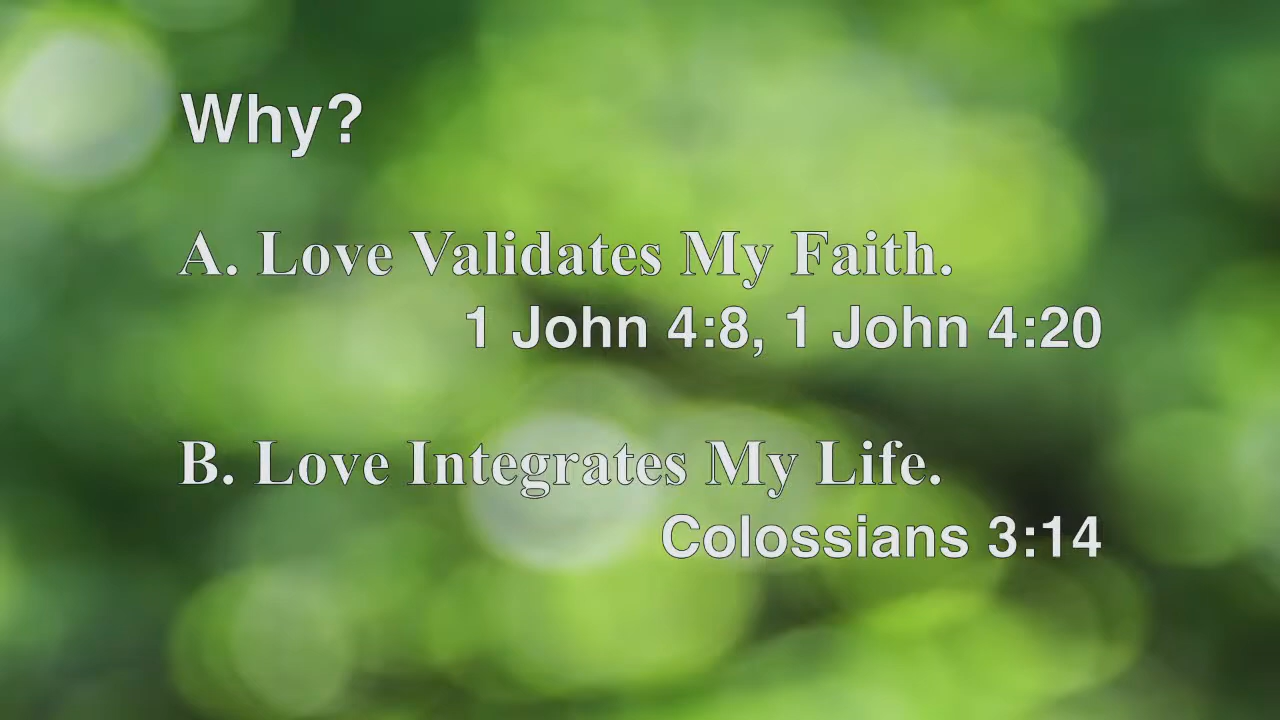 Why?
A. Love Validates My Faith.
1 John 4:8, 1 John 4:20
B. Love Integrates My Life.
Colossians 3:14